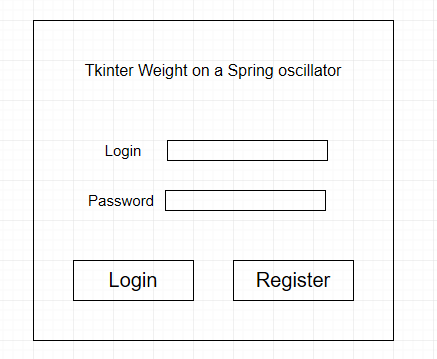 Tkinter Weight on a Spring oscillator
Login
Password
Login Register